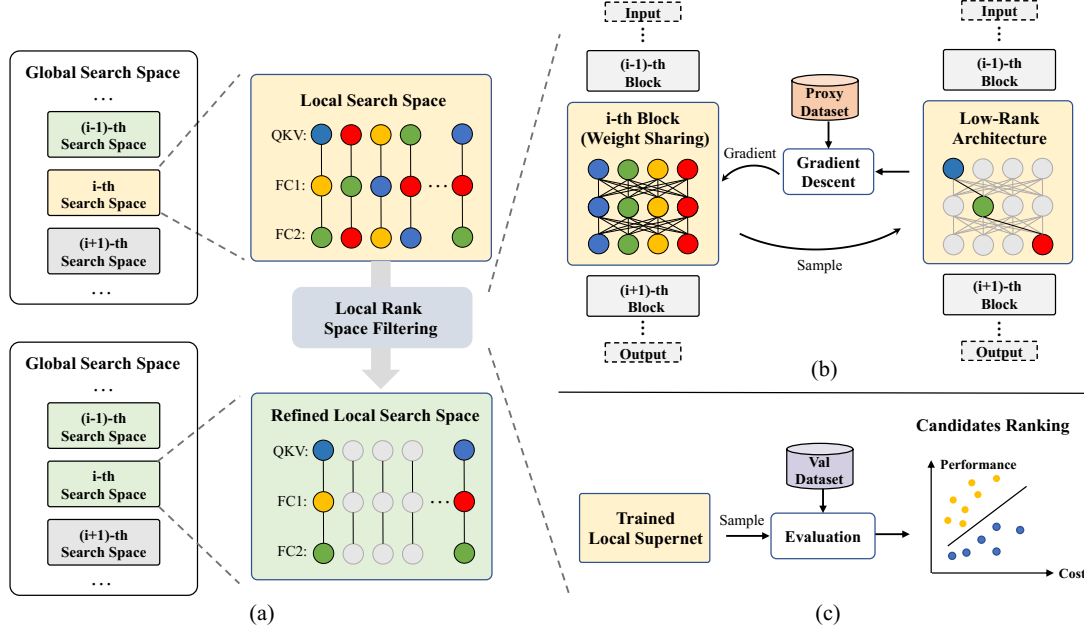 Global Search Space
...
(i-1)-th
Search Space
i-th
Search Space
(i+1)-th
Search Space
...
Local Search Space
QKV:
FC1:
...
FC2:
Local Rank
Space Filtering
Global Search Space
...
(i-1)-th
Search Space
i-th
Search Space
(i+1)-th
Search Space
...
Refined Local Search Space
QKV:
FC1:
...
FC2:
(a)
Input
...
(i-1)-th
Block
i-th Block
(Weight Sharing)
(i+1)-th
Block
...
Output
Proxy
Dataset
Gradient
Gradient
Descent
Sample
Input
...
(i-1)-th
Block
Low-Rank
Architecture
(i+1)-th
Block
...
Output
(b)
Trained
Local Supernet
Sample
Val
Dataset
Evaluation
Candidates Ranking
Performance
Cost
(c)